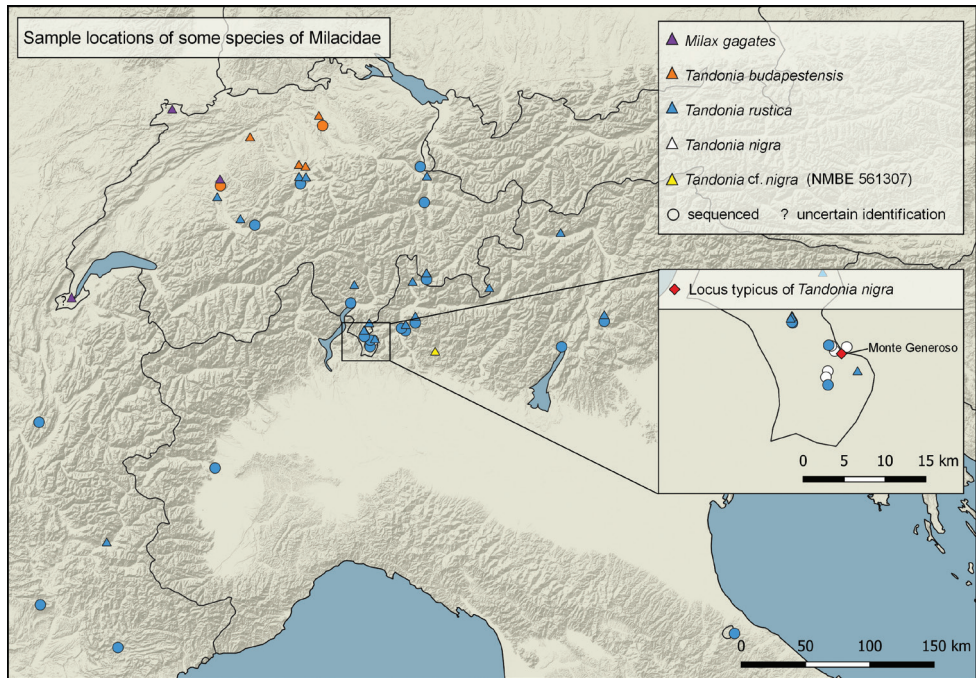 Sample locations of some species of Milacidae
Milax gagates
Tandonia budapestensis
Tandonia rustica
Tandonia nigra
Tandonia cf. nigra (NMBE 561307)
sequenced ? uncertain identification
Locus typicus of Tandonia nigra
Monte Generoso
0 5 10 15 km
?
0 50 100 150 km